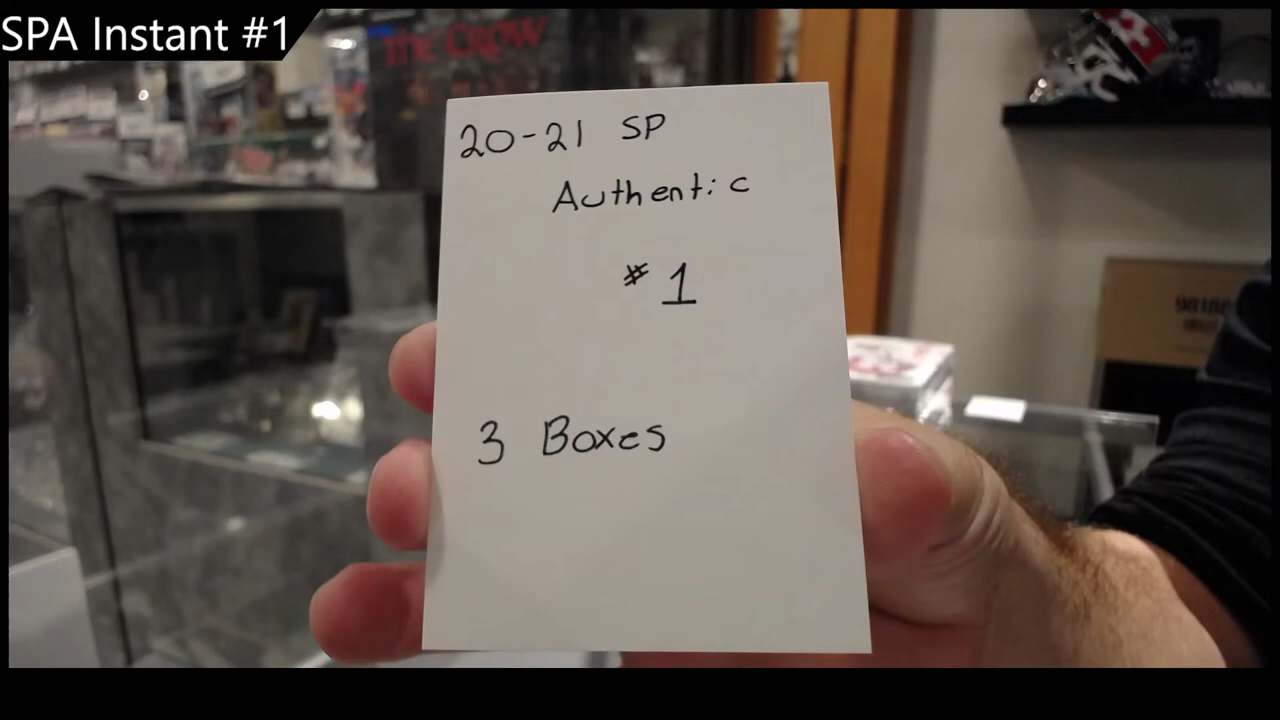 SPA Instant #1
THE CROW
20-21 SP
Authentic
#1
3 Boxes